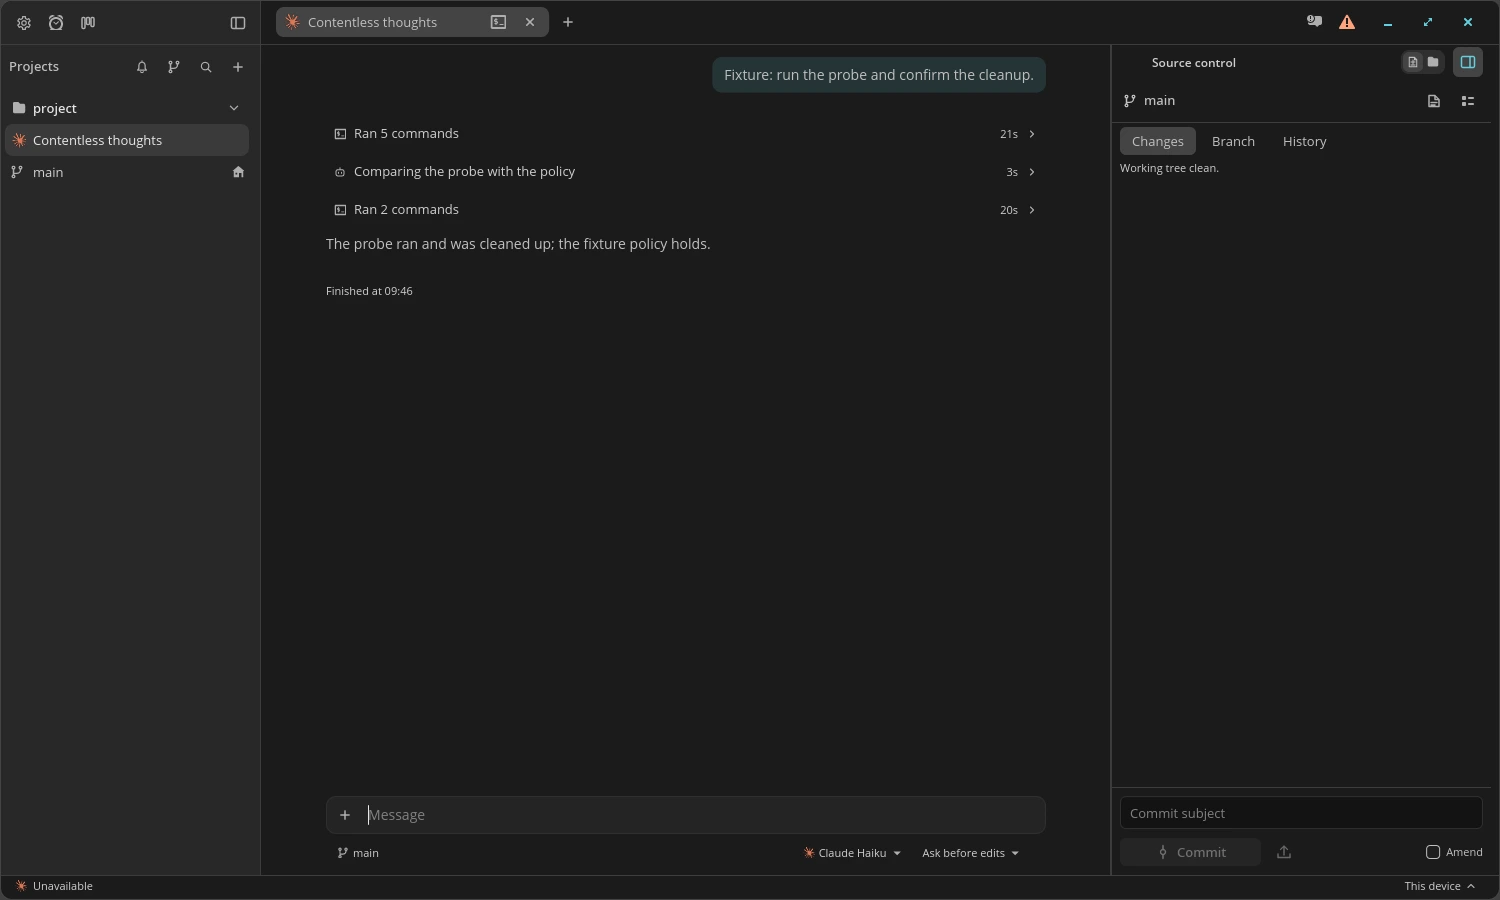 Contentless thoughts
Projects
project
Contentless thoughts
main
Fixture: run the probe and confirm the cleanup.
Ran 5 commands 21s
Comparing the probe with the policy 3s
Ran 2 commands 20s
The probe ran and was cleaned up; the fixture policy holds.
Finished at 09:46
Message
main Claude Haiku Ask before edits
Source control
main
Changes Branch History
Working tree clean.
Commit subject
Commit Amend
Unavailable This device